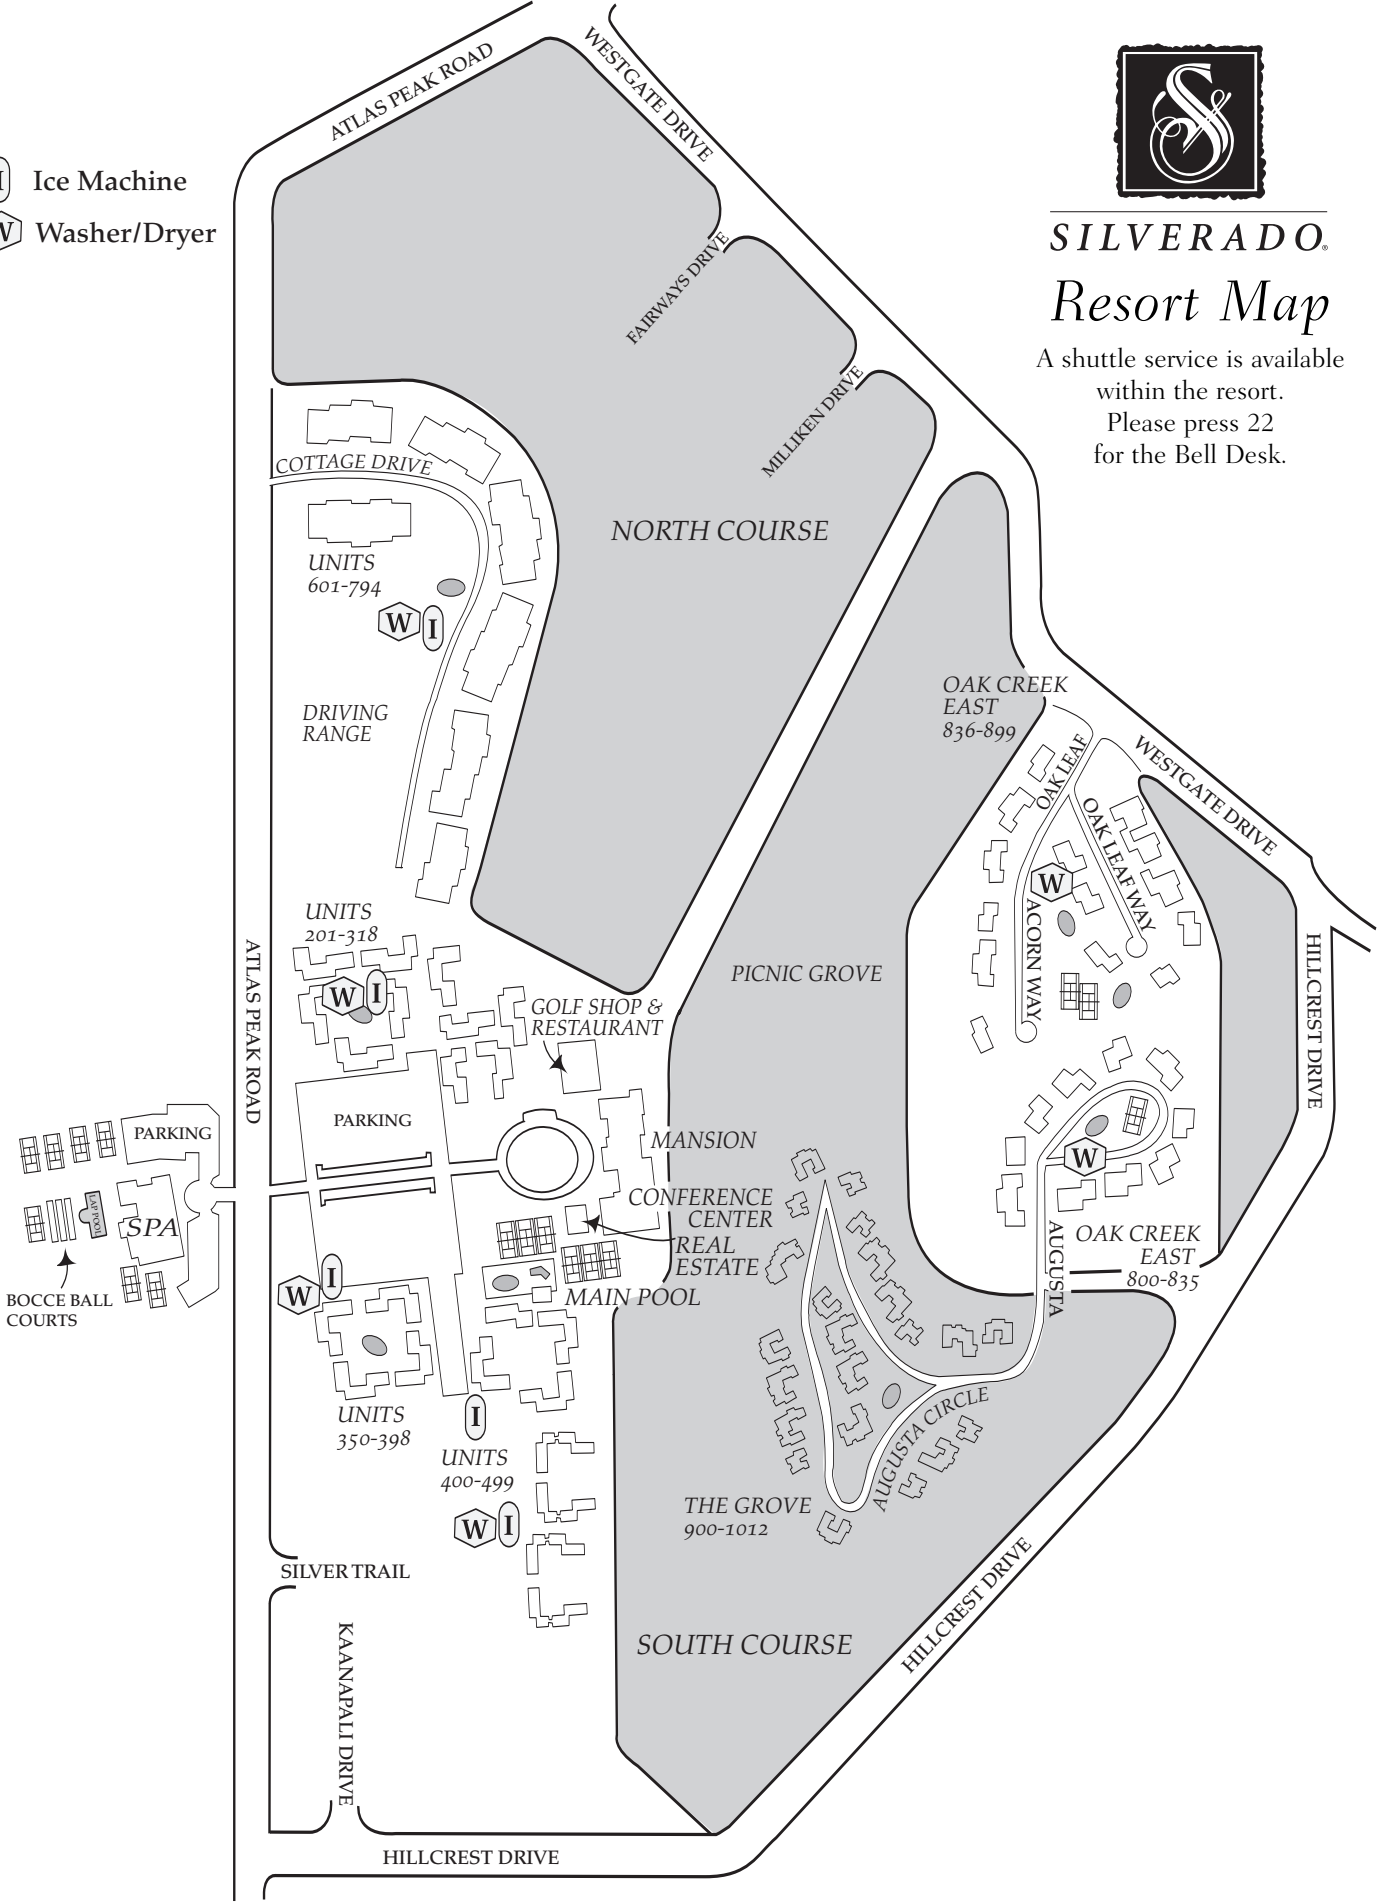 ATLAS PEAK ROAD
WESTGATE DRIVE
I Ice Machine
W Washer/Dryer
S
SILVERADO®
Resort Map
A shuttle service is available
within the resort.
Please press 22
for the Bell Desk.
FAIRWAYS DRIVE
MILLIKEN DRIVE
COTTAGE DRIVE
NORTH COURSE
UNITS
601-794
W I
DRIVING
RANGE
OAK CREEK
EAST
836-899
OAK LEAF
WESTGATE DRIVE
OAK LEAF WAY
W
ACORN WAY
UNITS
201-318
W I
ATLAS PEAK ROAD
PICNIC GROVE
HILLCREST DRIVE
GOLF SHOP &
RESTAURANT
PARKING
PARKING
MANSION
W
CONFERENCE
CENTER
REAL
ESTATE
LAP POOL
SPA
AUGUSTA
OAK CREEK
EAST
800-835
BOCCE BALL
COURTS
W I
MAIN POOL
UNITS
350-398
I
AUGUSTA CIRCLE
UNITS
400-499
W I
THE GROVE
900-1012
SILVER TRAIL
HILLCREST DRIVE
SOUTH COURSE
KAANAPALI DRIVE
HILLCREST DRIVE